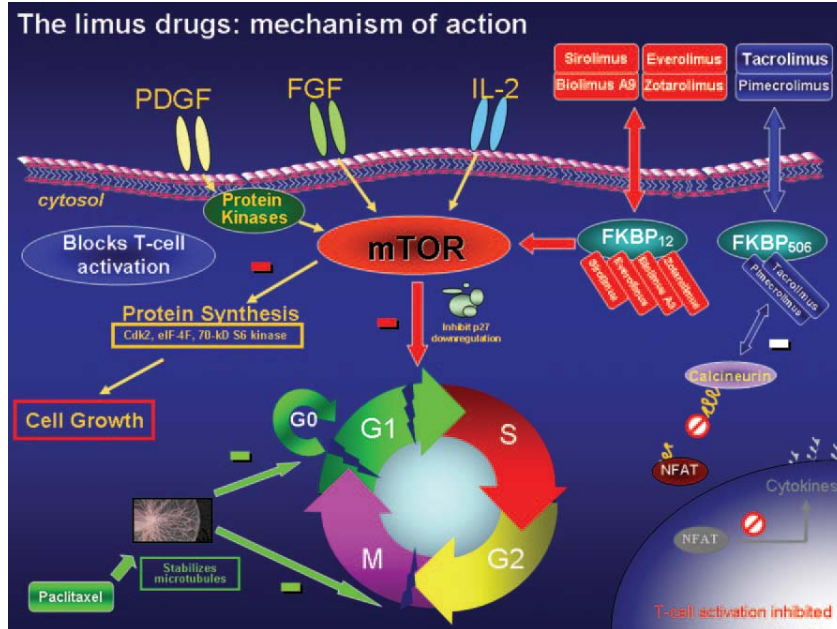 The limus drugs: mechanism of action
Sirolimus
Everolimus
Biolimus A9
Zotarolimus
Tacrolimus
Pimecrolimus
PDGF
FGF
IL-2
cytosol
Protein
Kinases
Blocks T-cell
activation
mTOR
FKBP12
FKBP506
Sirolimus
Everolimus
Biolimus A9
Zotarolimus
Tacrolimus
Pimecrolimus
Protein Synthesis
Cdk2, eIF-4F, 70-kD S6 kinase
Inhibit p27
downregulation
Calcineurin
Cell Growth
G0
G1
S
NFAT
Cytokines
NFAT
M
G2
Stabilizes
microtubules
Paclitaxel
T-cell activation inhibited